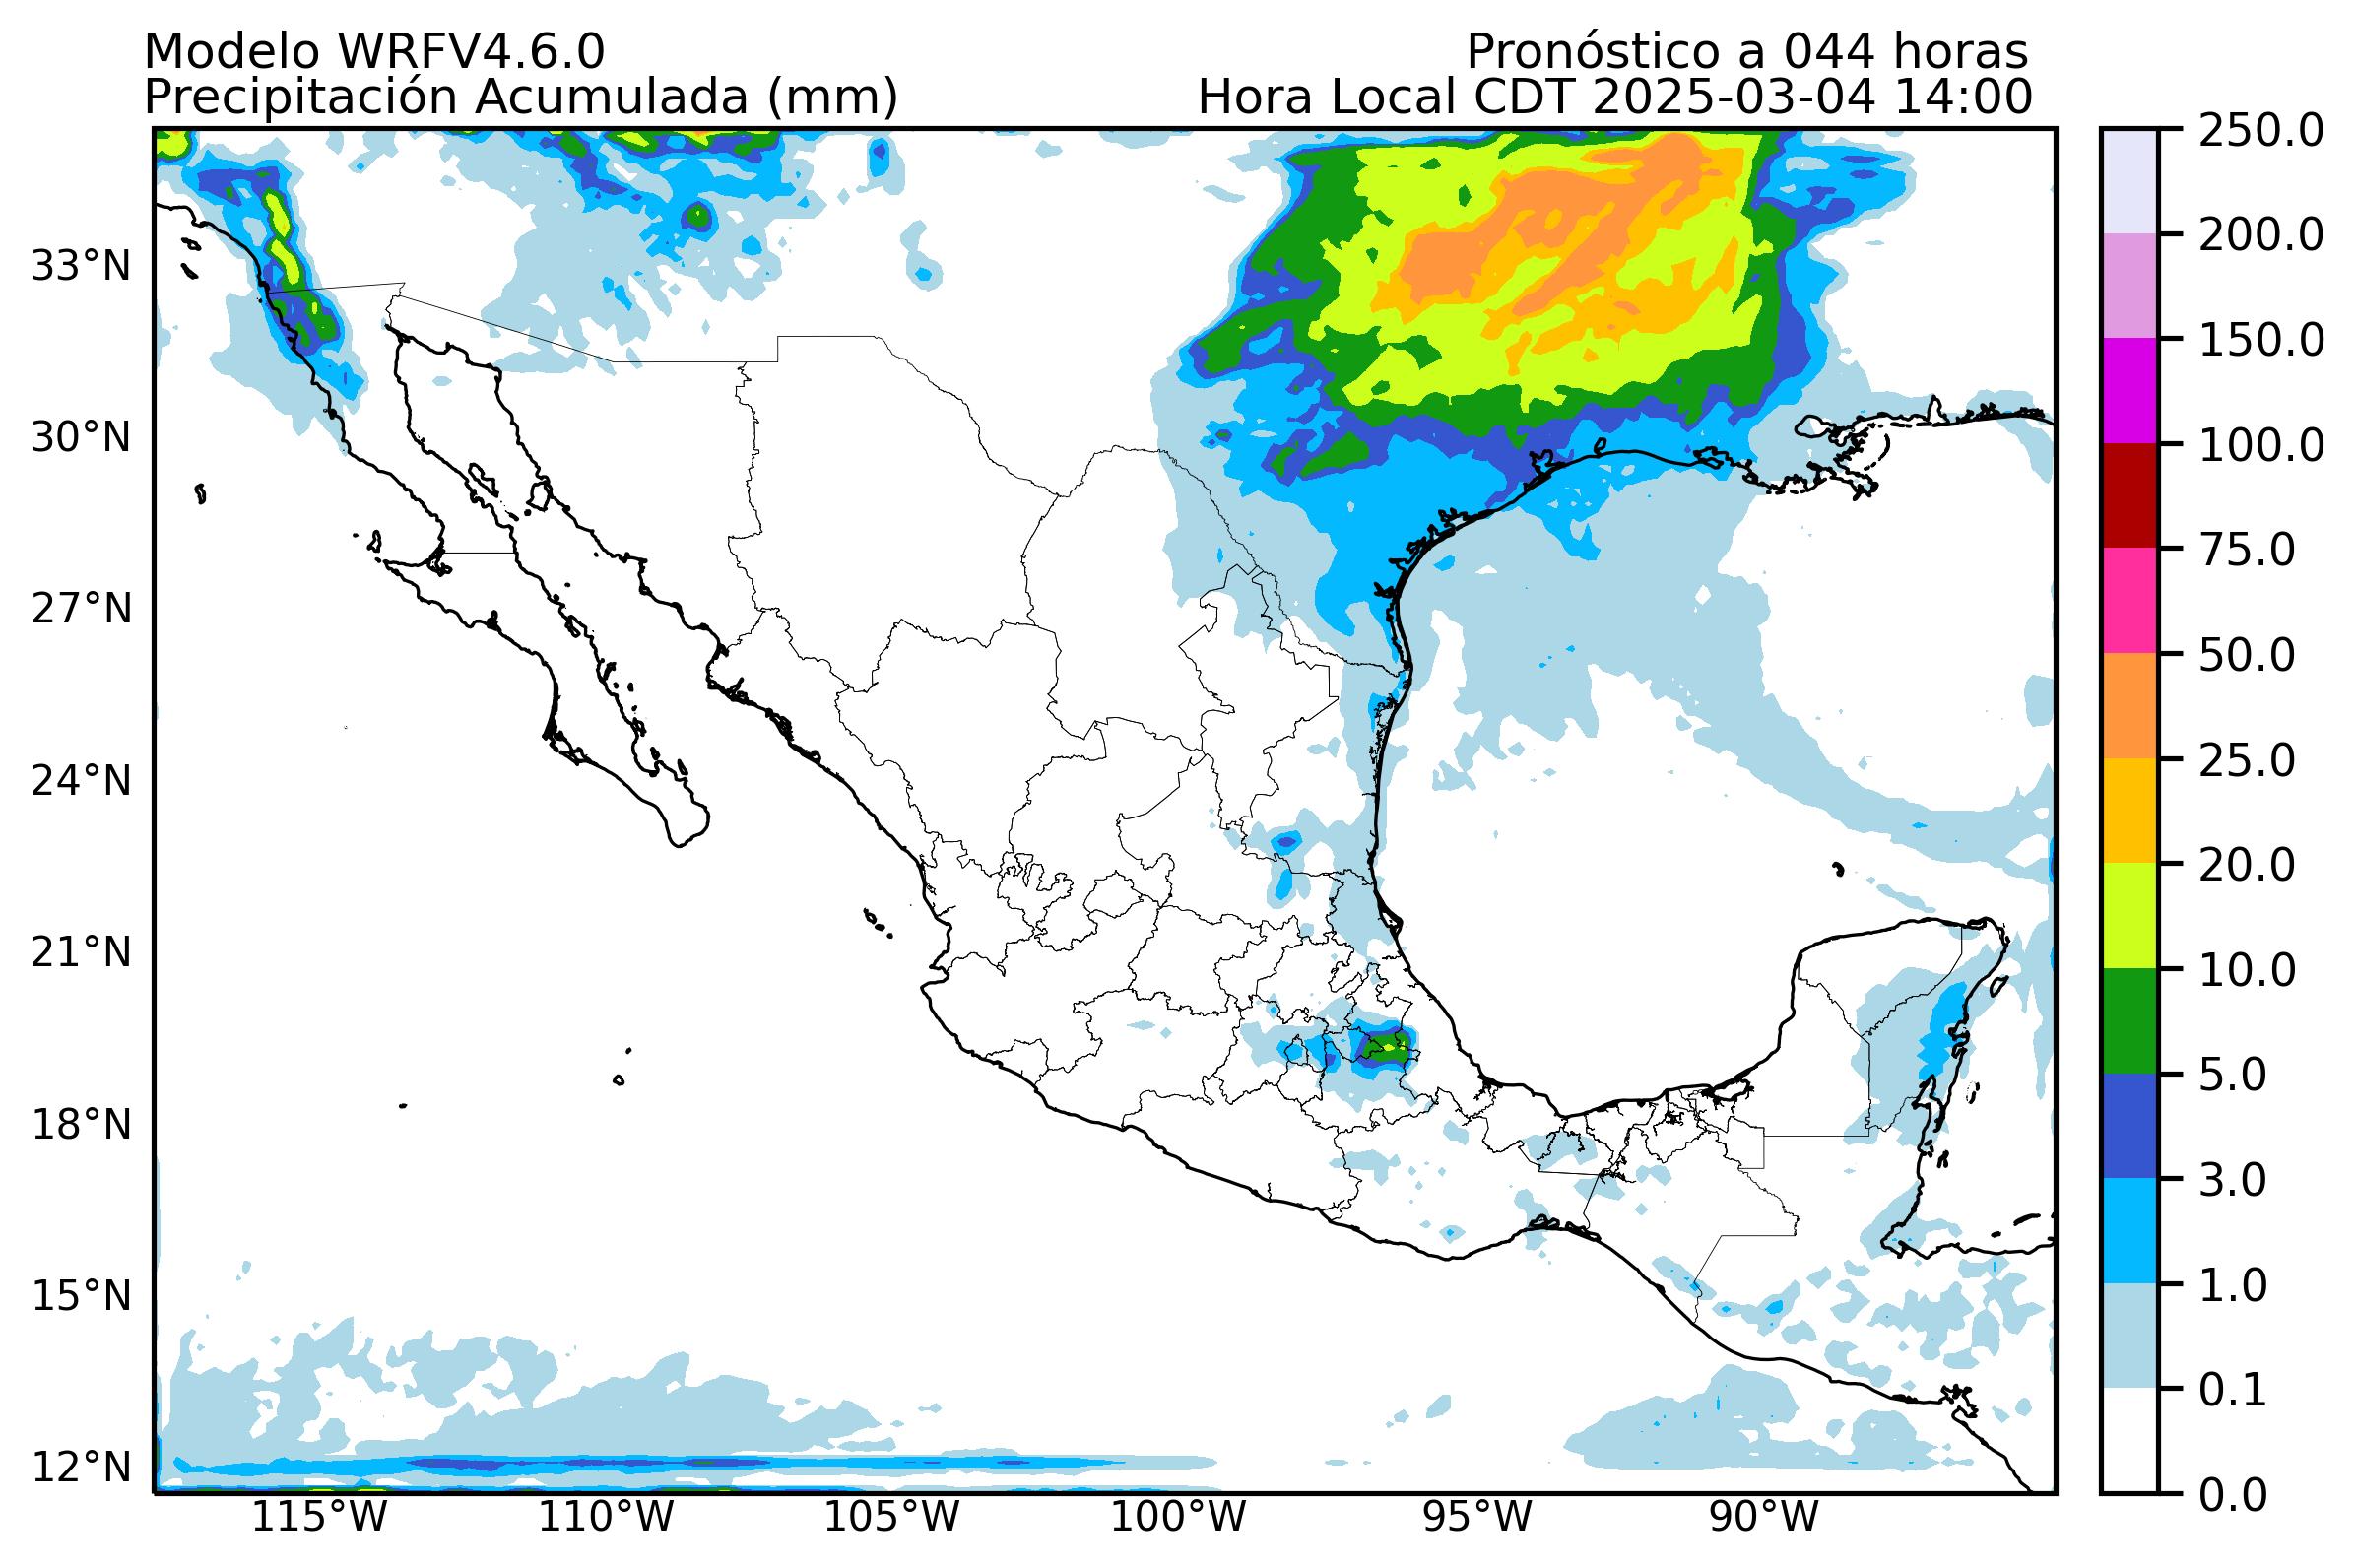 Modelo WRFV4.6.0
Pronóstico a 044 horas
Precipitación Acumulada (mm)
Hora Local CDT 2025-03-04 14:00
33°N
30°N
27°N
24°N
21°N
18°N
15°N
12°N
115°W
110°W
105°W
100°W
95°W
90°W
250.0
200.0
150.0
100.0
75.0
50.0
25.0
20.0
10.0
5.0
3.0
1.0
0.1
0.0